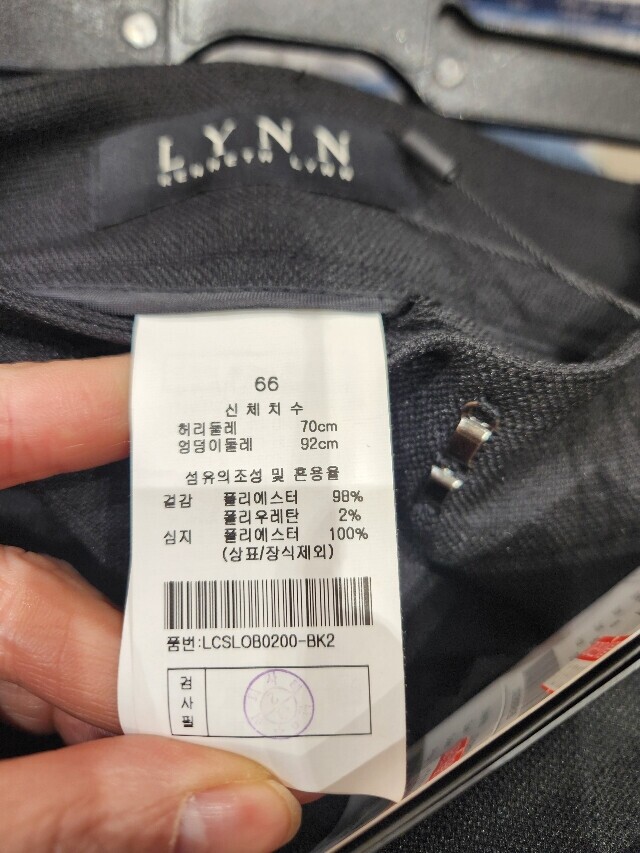 LYNN
KENNETH LYNN
66
신체치수
허리둘레 70cm
엉덩이둘레 92cm
섬유의조성 및 혼용율
겉감 폴리에스터 98%
폴리우레탄 2%
심지 폴리에스터 100%
(상표/장식제외)
품번:LCSLOB0200-BK2
검사필